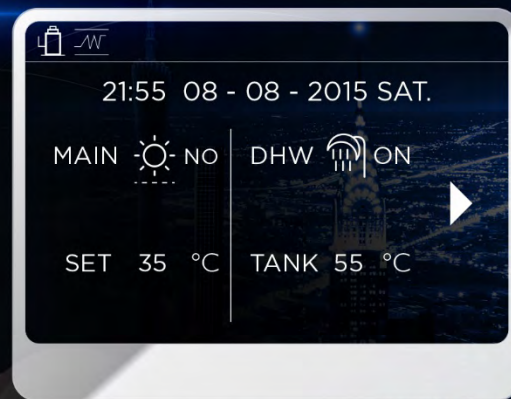 21:55 08 - 08 - 2015 SAT.
MAIN NO
DHW ON
SET 35 °C
TANK 55 °C